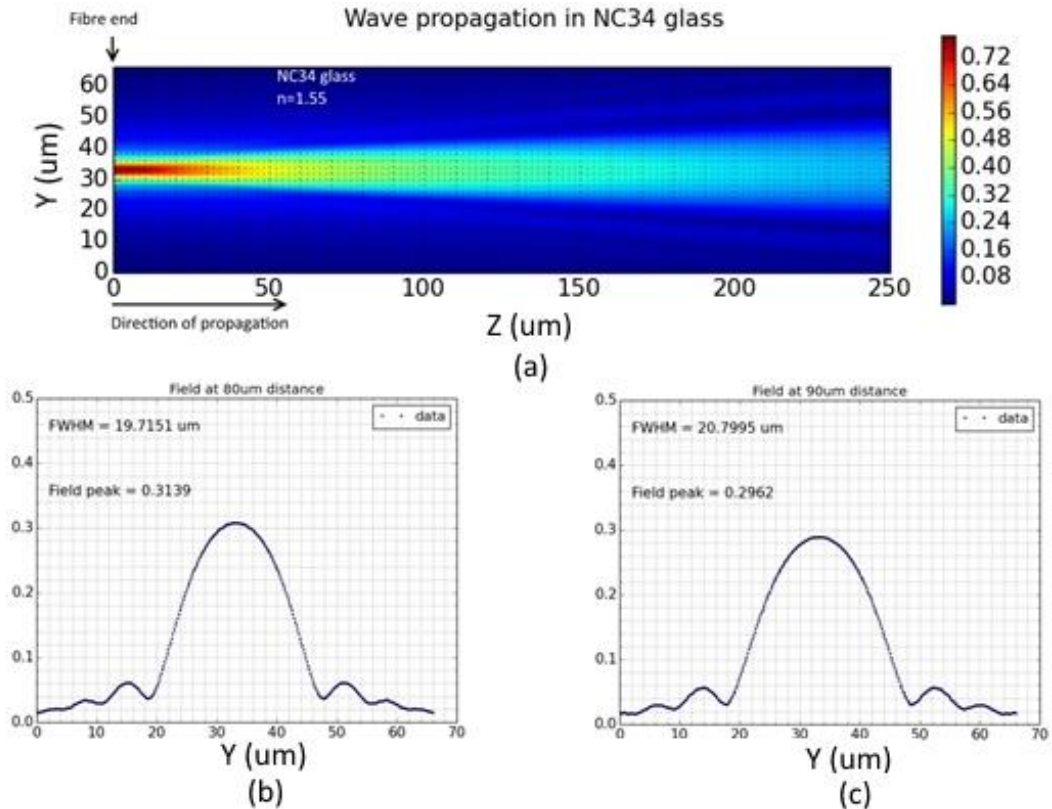 Fibre end
Wave propagation in NC34 glass
NC34 glass
n=1.55
Y (um)
60
50
40
30
20
10
0
0 50 100 150 200 250
Direction of propagation
Z (um)
0.72
0.64
0.56
0.48
0.40
0.32
0.24
0.16
0.08
(a)
Field at 80um distance
0.5
0.4
0.3
0.2
0.1
0.0
FWHM = 19.7151 um
data
Field peak = 0.3139
0 10 20 30 40 50 60 70
Y (um)
(b)
Field at 90um distance
0.5
0.4
0.3
0.2
0.1
0.0
FWHM = 20.7995 um
data
Field peak = 0.2962
0 10 20 30 40 50 60 70
Y (um)
(c)